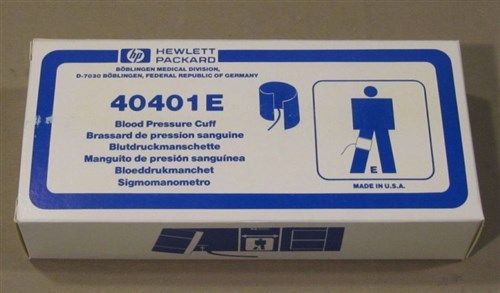 hp HEWLETT
PACKARD
BÖBLINGEN MEDICAL DIVISION,
D-7030 BÖBLINGEN, FEDERAL REPUBLIC OF GERMANY
40401E
Blood Pressure Cuff
Brassard de pression sanguine
Blutdruckmanschette
Manguito de presión sanguínea
Bloeddrukmanchet
Sigmomanometro
E
MADE IN U.S.A.